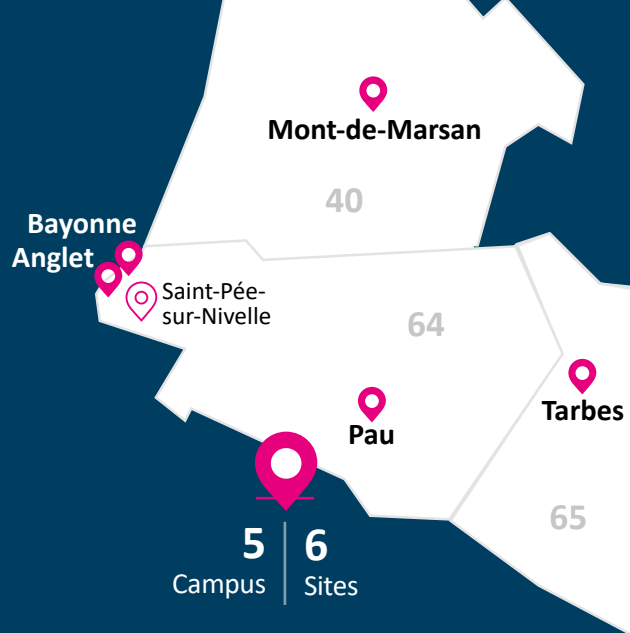 Mont-de-Marsan
40
Bayonne
Anglet
Saint-Pée-
sur-Nivelle
64
Tarbes
Pau
65
5 6
Campus Sites